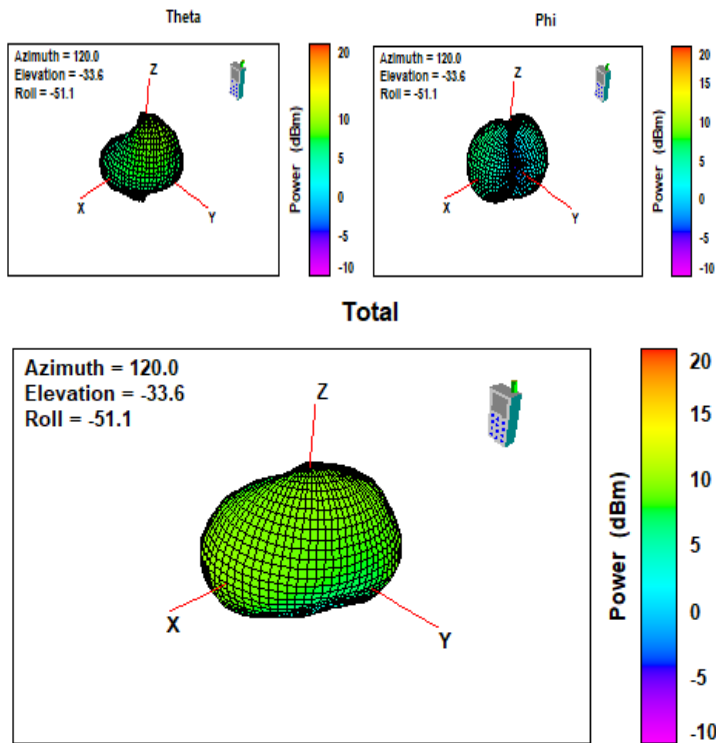 Theta
Azimuth = 120.0
Elevation = -33.6
Roll = -51.1
Z
X
Y
Power (dBm)
20
15
10
5
0
-5
-10
Phi
Azimuth = 120.0
Elevation = -33.6
Roll = -51.1
Z
X
Y
Power (dBm)
20
15
10
5
0
-5
-10
Total
Azimuth = 120.0
Elevation = -33.6
Roll = -51.1
Z
X
Y
Power (dBm)
20
15
10
5
0
-5
-10